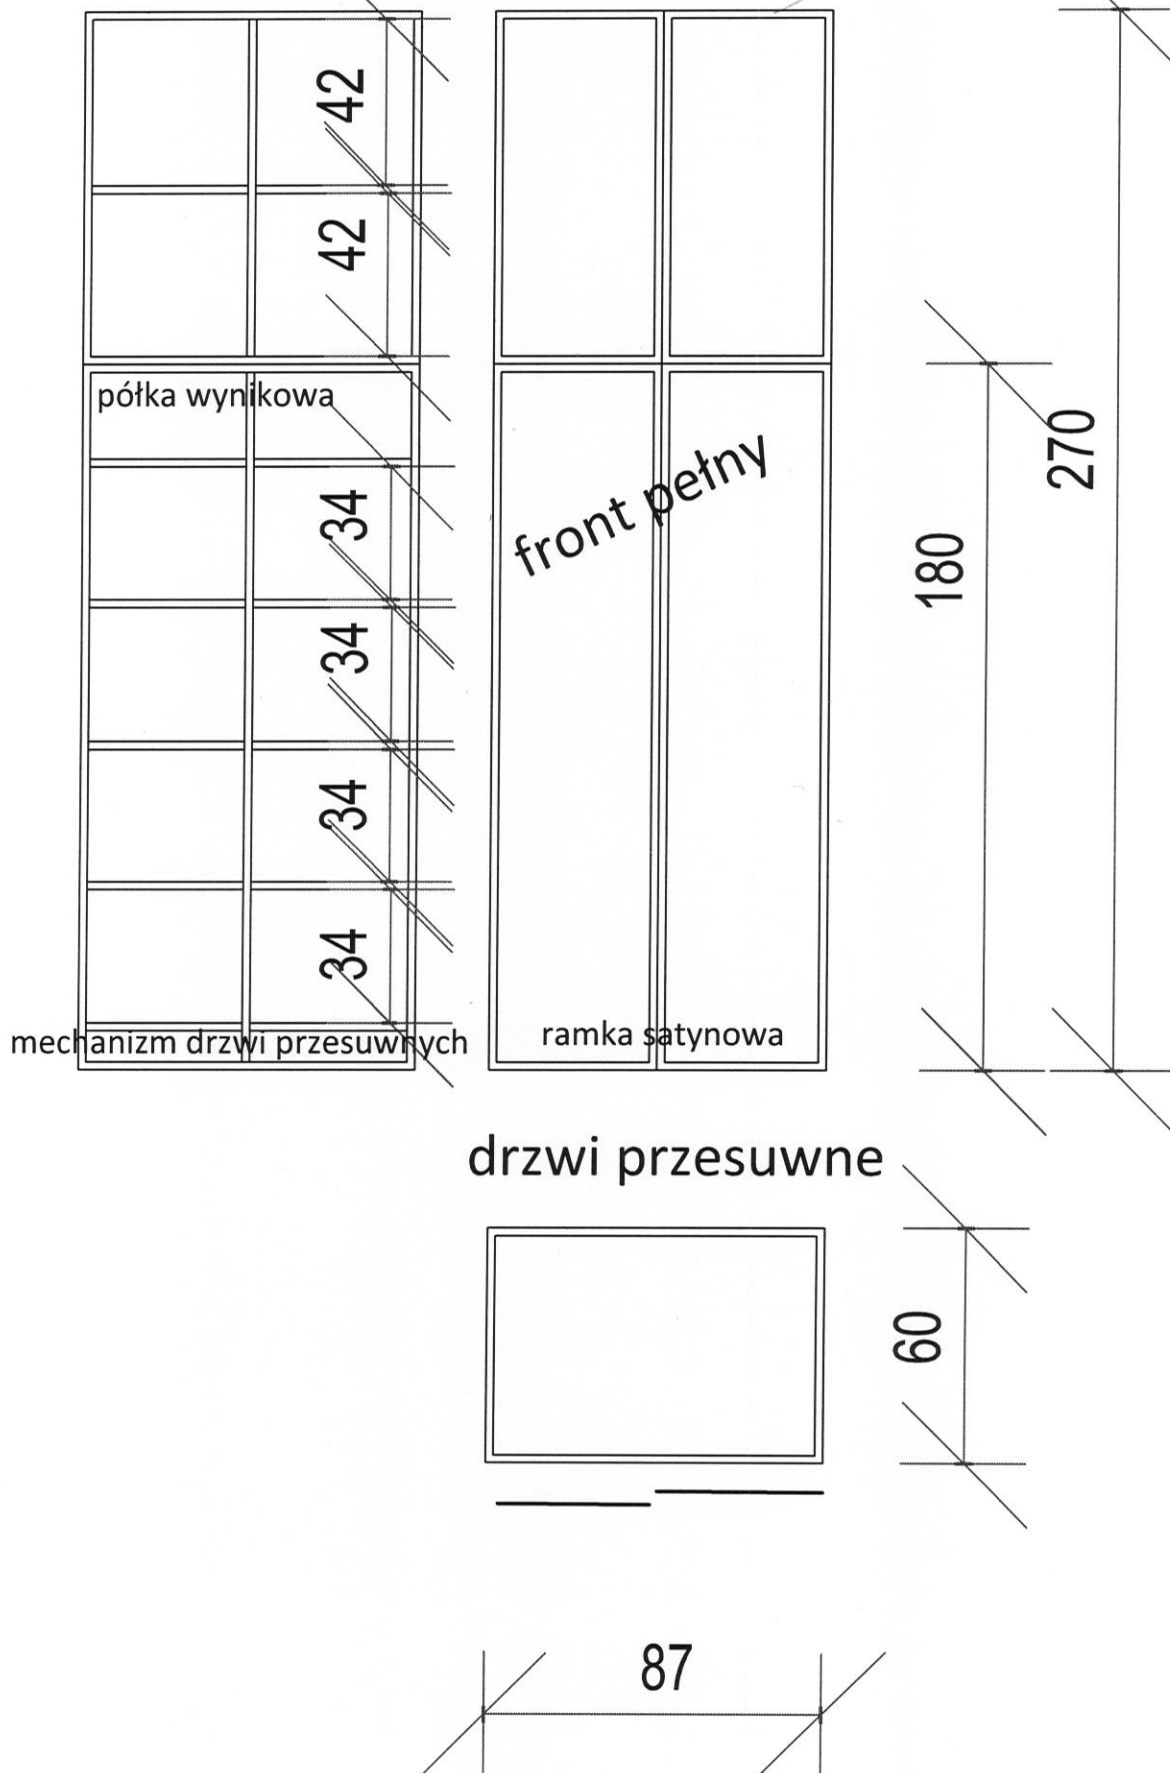 42
42
półka wynikowa
34
34
34
34
mechanizm drzwi przesuwnych
front pełny
ramka satynowa
180
270
drzwi przesuwne
60
87